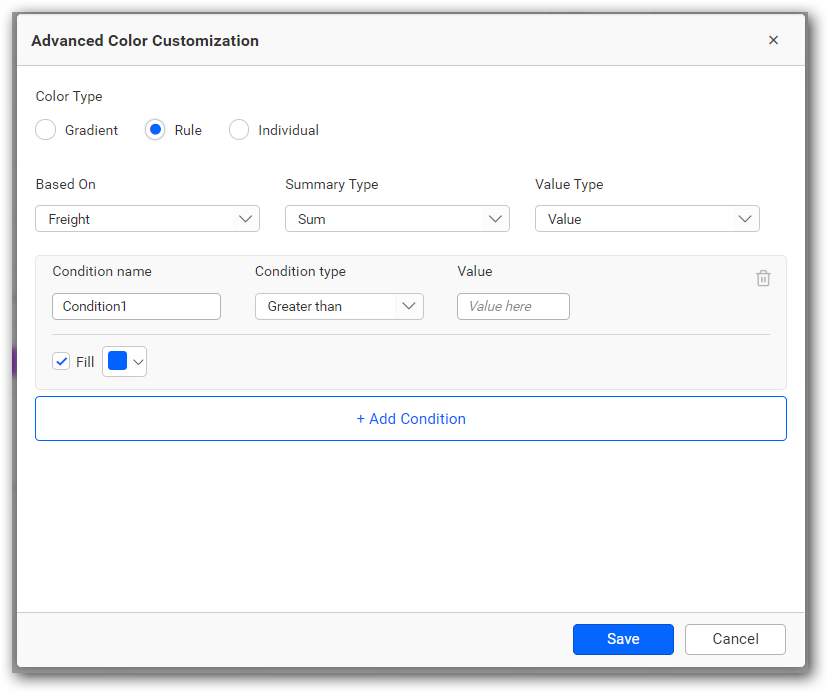 Advanced Color Customization
Color Type
Gradient Rule Individual
Based On Summary Type Value Type
Freight Sum Value
Condition name Condition type Value
Condition1 Greater than Value here
Fill
+ Add Condition
Save Cancel